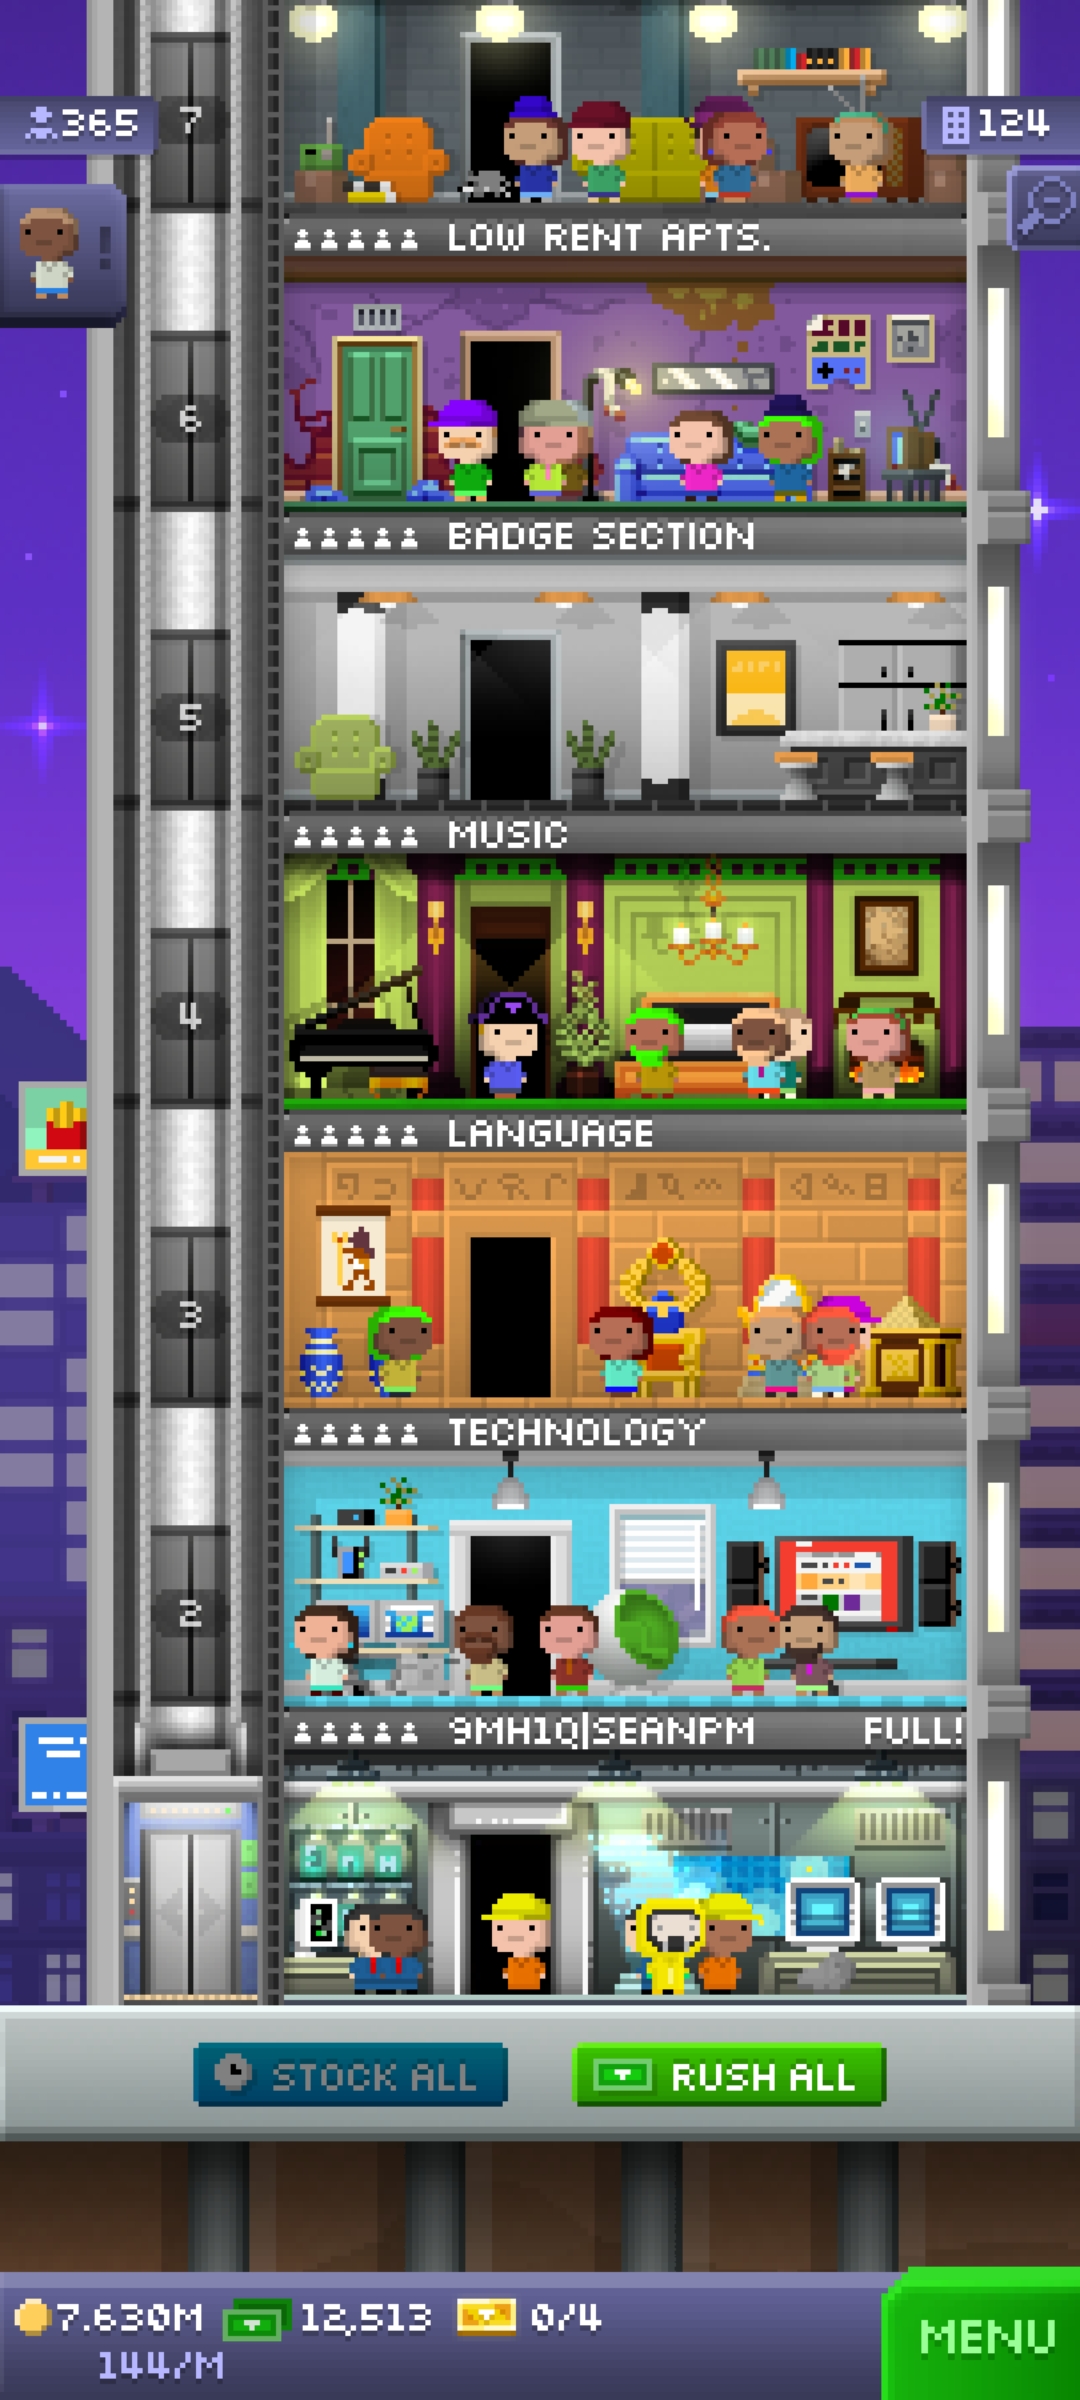 365
7
124
!
LOW RENT APTS.
6
BADGE SECTION
5
MUSIC
4
LANGUAGE
3
TECHNOLOGY
2
9MH1Q|SEANPM FULL!
STOCK ALL
RUSH ALL
7.630M
12,513
0/4
144/M
MENU